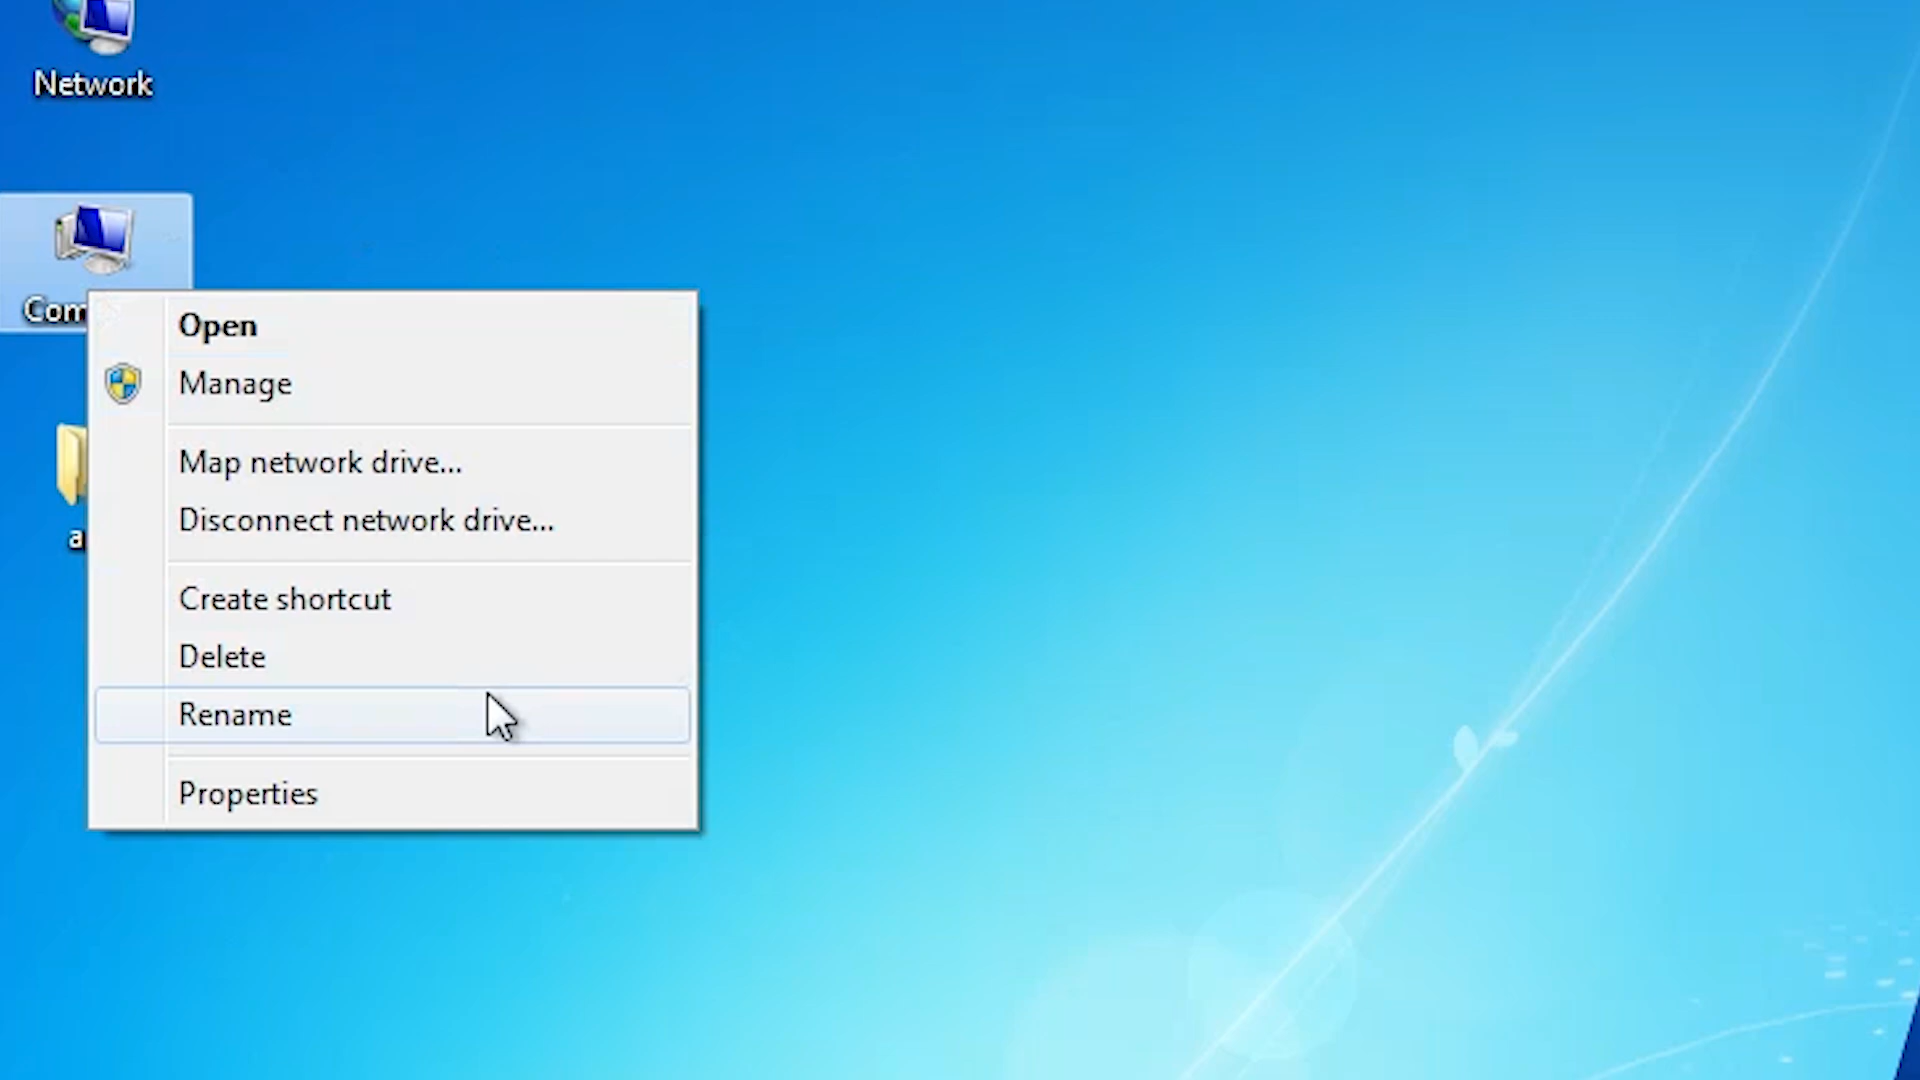 Network
Com
Open
Manage
Map network drive...
Disconnect network drive...
a
Create shortcut
Delete
Rename
Properties